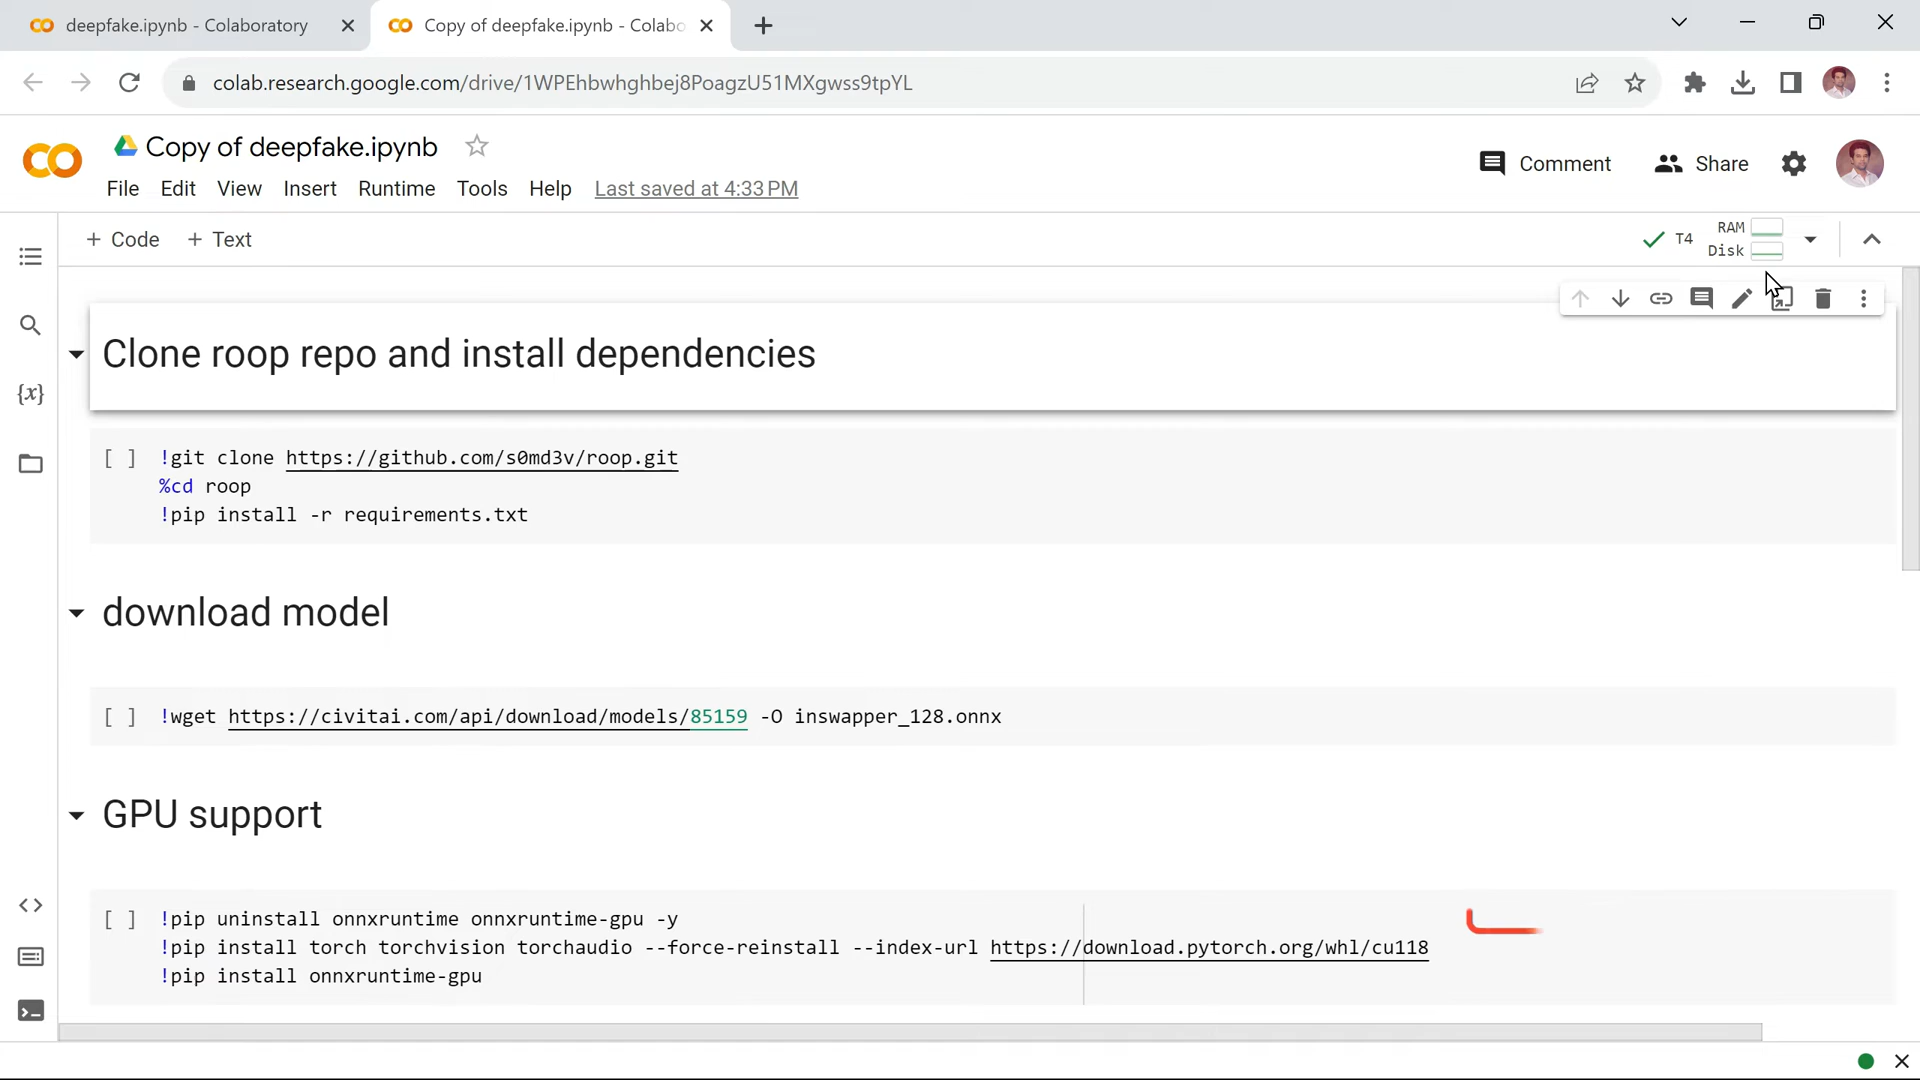 deepfake.ipynb - Colaboratory
Copy of deepfake.ipynb - Colabo
colab.research.google.com/drive/1WPEhbwhghbej8PoagzU51MXgwss9tpYL
Copy of deepfake.ipynb
Comment
Share
File Edit View Insert Runtime Tools Help Last saved at 4:33 PM
+ Code + Text
T4 RAM
Disk
Clone roop repo and install dependencies
[ ] !git clone https://github.com/s0md3v/roop.git
%cd roop
!pip install -r requirements.txt
download model
[ ] !wget https://civitai.com/api/download/models/85159 -O inswapper_128.onnx
GPU support
[ ] !pip uninstall onnxruntime onnxruntime-gpu -y
!pip install torch torchvision torchaudio --force-reinstall --index-url https://download.pytorch.org/whl/cu118
!pip install onnxruntime-gpu